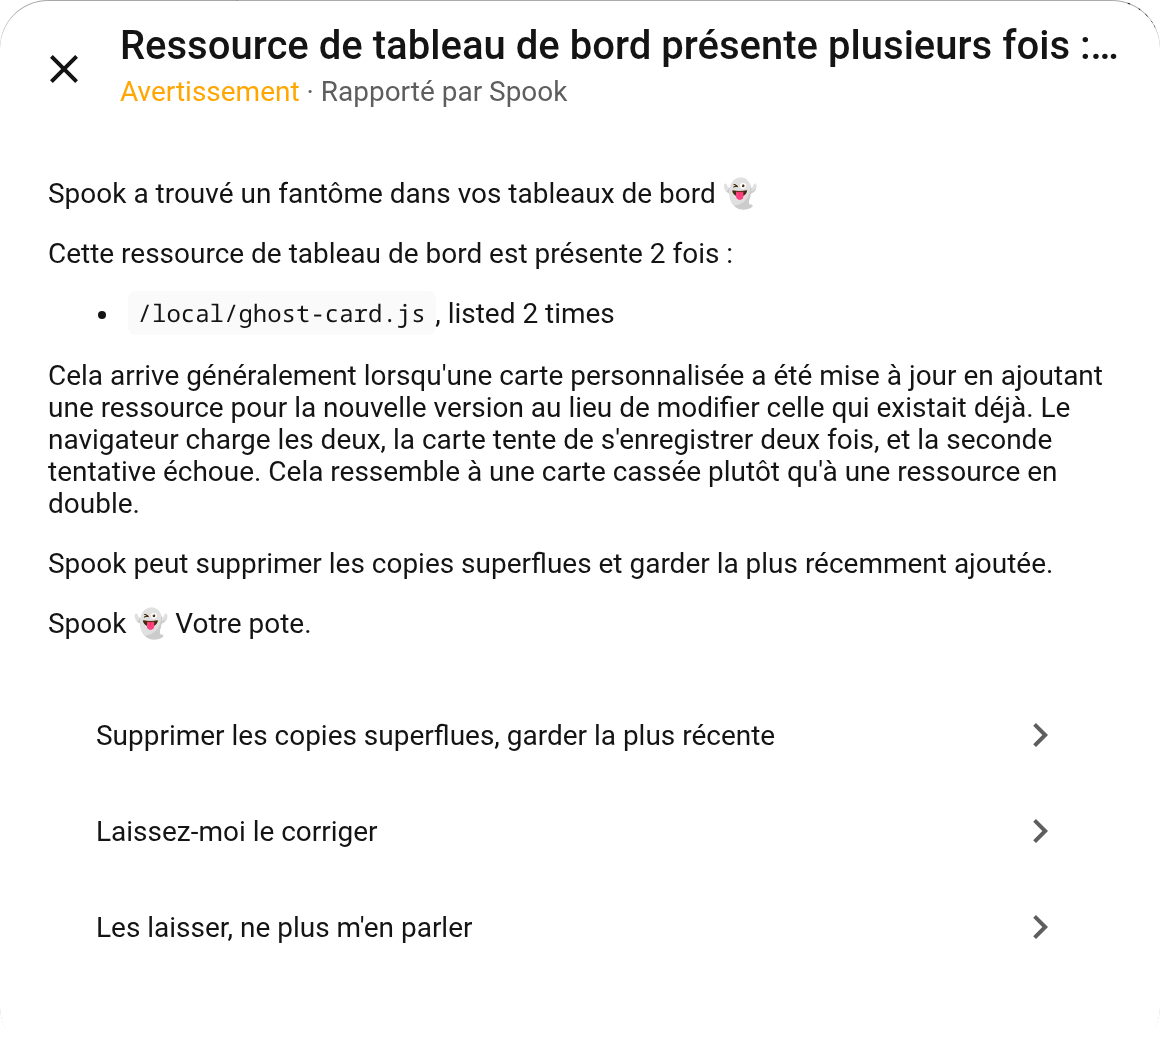 Ressource de tableau de bord présente plusieurs fois :...
Avertissement · Rapporté par Spook
Spook a trouvé un fantôme dans vos tableaux de bord 👻
Cette ressource de tableau de bord est présente 2 fois :
• /local/ghost-card.js , listed 2 times
Cela arrive généralement lorsqu'une carte personnalisée a été mise à jour en ajoutant
une ressource pour la nouvelle version au lieu de modifier celle qui existait déjà. Le
navigateur charge les deux, la carte tente de s'enregistrer deux fois, et la seconde
tentative échoue. Cela ressemble à une carte cassée plutôt qu'à une ressource en
double.
Spook peut supprimer les copies superflues et garder la plus récemment ajoutée.
Spook 👻 Votre pote.
Supprimer les copies superflues, garder la plus récente
Laissez-moi le corriger
Les laisser, ne plus m'en parler